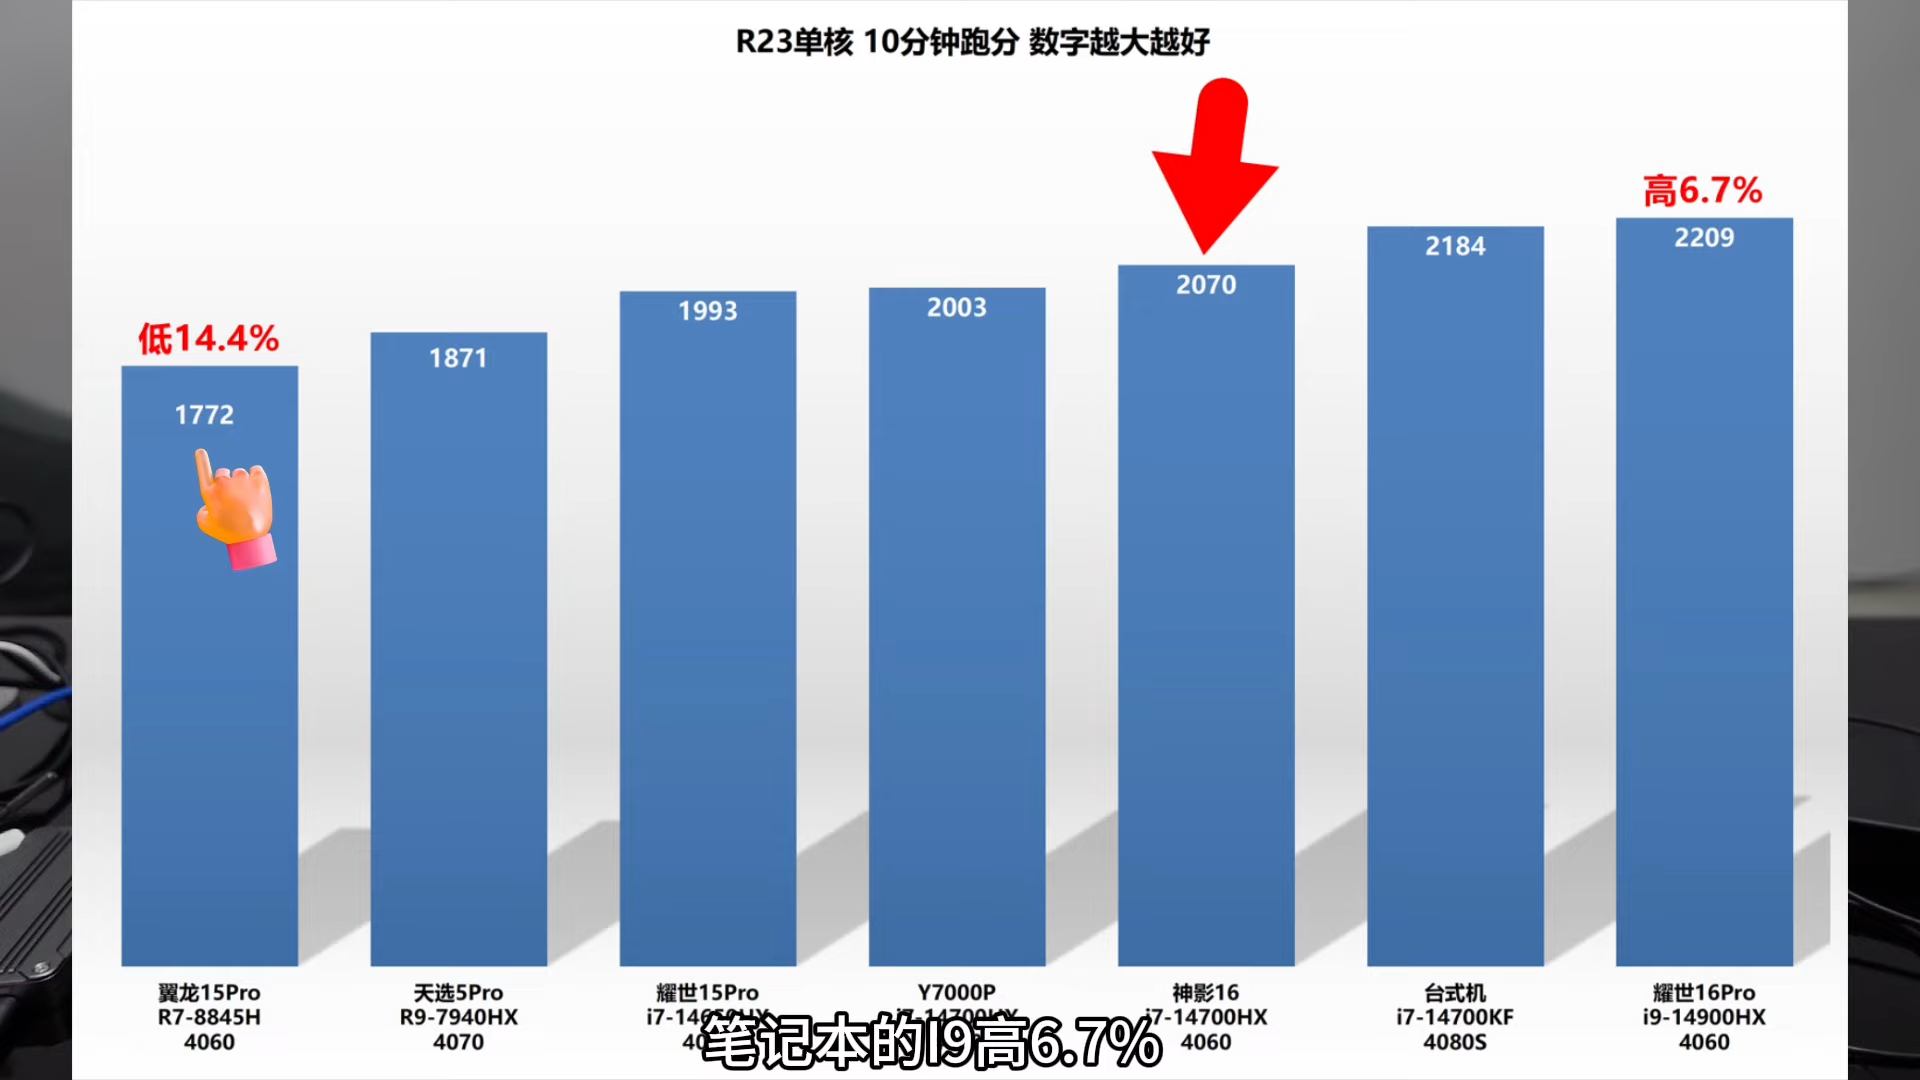 R23单核 10分钟跑分 数字越大越好
低14.4%
高6.7%
1772
1871
1993
2003
2070
2184
2209
翼龙15Pro
R7-8845H
4060
天选5Pro
R9-7940HX
4070
耀世15Pro
Y7000P
神影16
i7-14700HX
4060
台式机
i7-14700KF
4080S
耀世16Pro
i9-14900HX
4060
笔记本的I9高6.7%